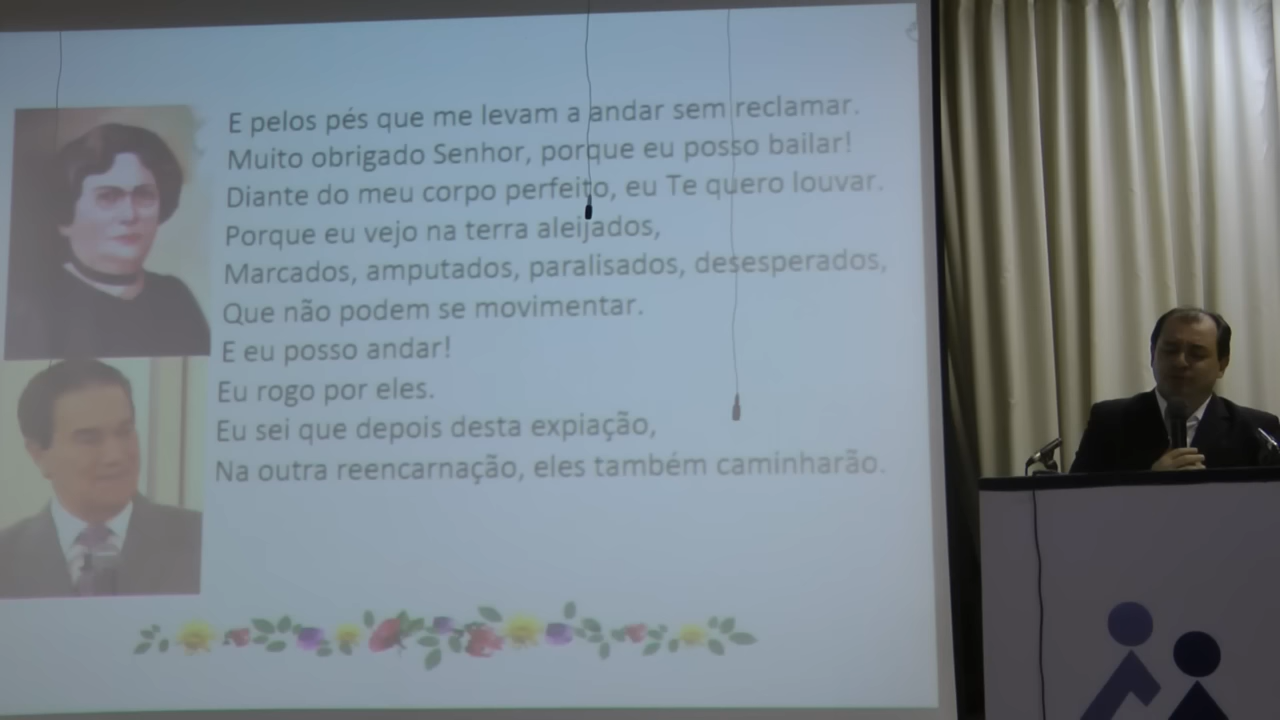 E pelos pés que me levam a andar sem reclamar.
Muito obrigado Senhor, porque eu posso bailar!
Diante do meu corpo perfeito, eu Te quero louvar.
Porque eu vejo na terra aleijados,
Marcados, amputados, paralisados, desesperados,
Que não podem se movimentar.
E eu posso andar!
Eu rogo por eles.
Eu sei que depois desta expiação,
Na outra reencarnação, eles também caminharão.